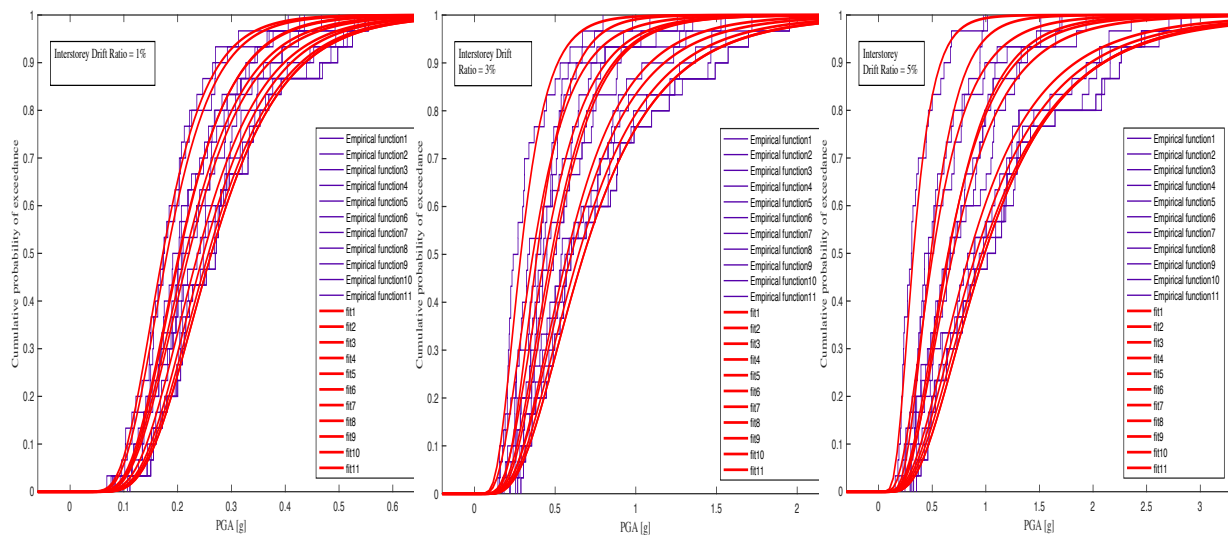 Cumulative probability of exceedance
1
0.9
0.8
0.7
0.6
0.5
0.4
0.3
0.2
0.1
0
Interstorey Drift Ratio = 1%
Empirical function1
Empirical function2
Empirical function3
Empirical function4
Empirical function5
Empirical function6
Empirical function7
Empirical function8
Empirical function9
Empirical function10
Empirical function11
fit1
fit2
fit3
fit4
fit5
fit6
fit7
fit8
fit9
fit10
fit11
0 0.1 0.2 0.3 0.4 0.5 0.6
PGA [g]
Cumulative probability of exceedance
1
0.9
0.8
0.7
0.6
0.5
0.4
0.3
0.2
0.1
0
Interstorey Drift
Ratio = 3%
Empirical function1
Empirical function2
Empirical function3
Empirical function4
Empirical function5
Empirical function6
Empirical function7
Empirical function8
Empirical function9
Empirical function10
Empirical function11
fit1
fit2
fit3
fit4
fit5
fit6
fit7
fit8
fit9
fit10
fit11
0 0.5 1 1.5 2
PGA [g]
Cumulative probability of exceedance
1
0.9
0.8
0.7
0.6
0.5
0.4
0.3
0.2
0.1
0
Interstorey
Drift Ratio = 5%
Empirical function1
Empirical function2
Empirical function3
Empirical function4
Empirical function5
Empirical function6
Empirical function7
Empirical function8
Empirical function9
Empirical function10
Empirical function11
fit1
fit2
fit3
fit4
fit5
fit6
fit7
fit8
fit9
fit10
fit11
0 0.5 1 1.5 2 2.5 3
PGA [g]